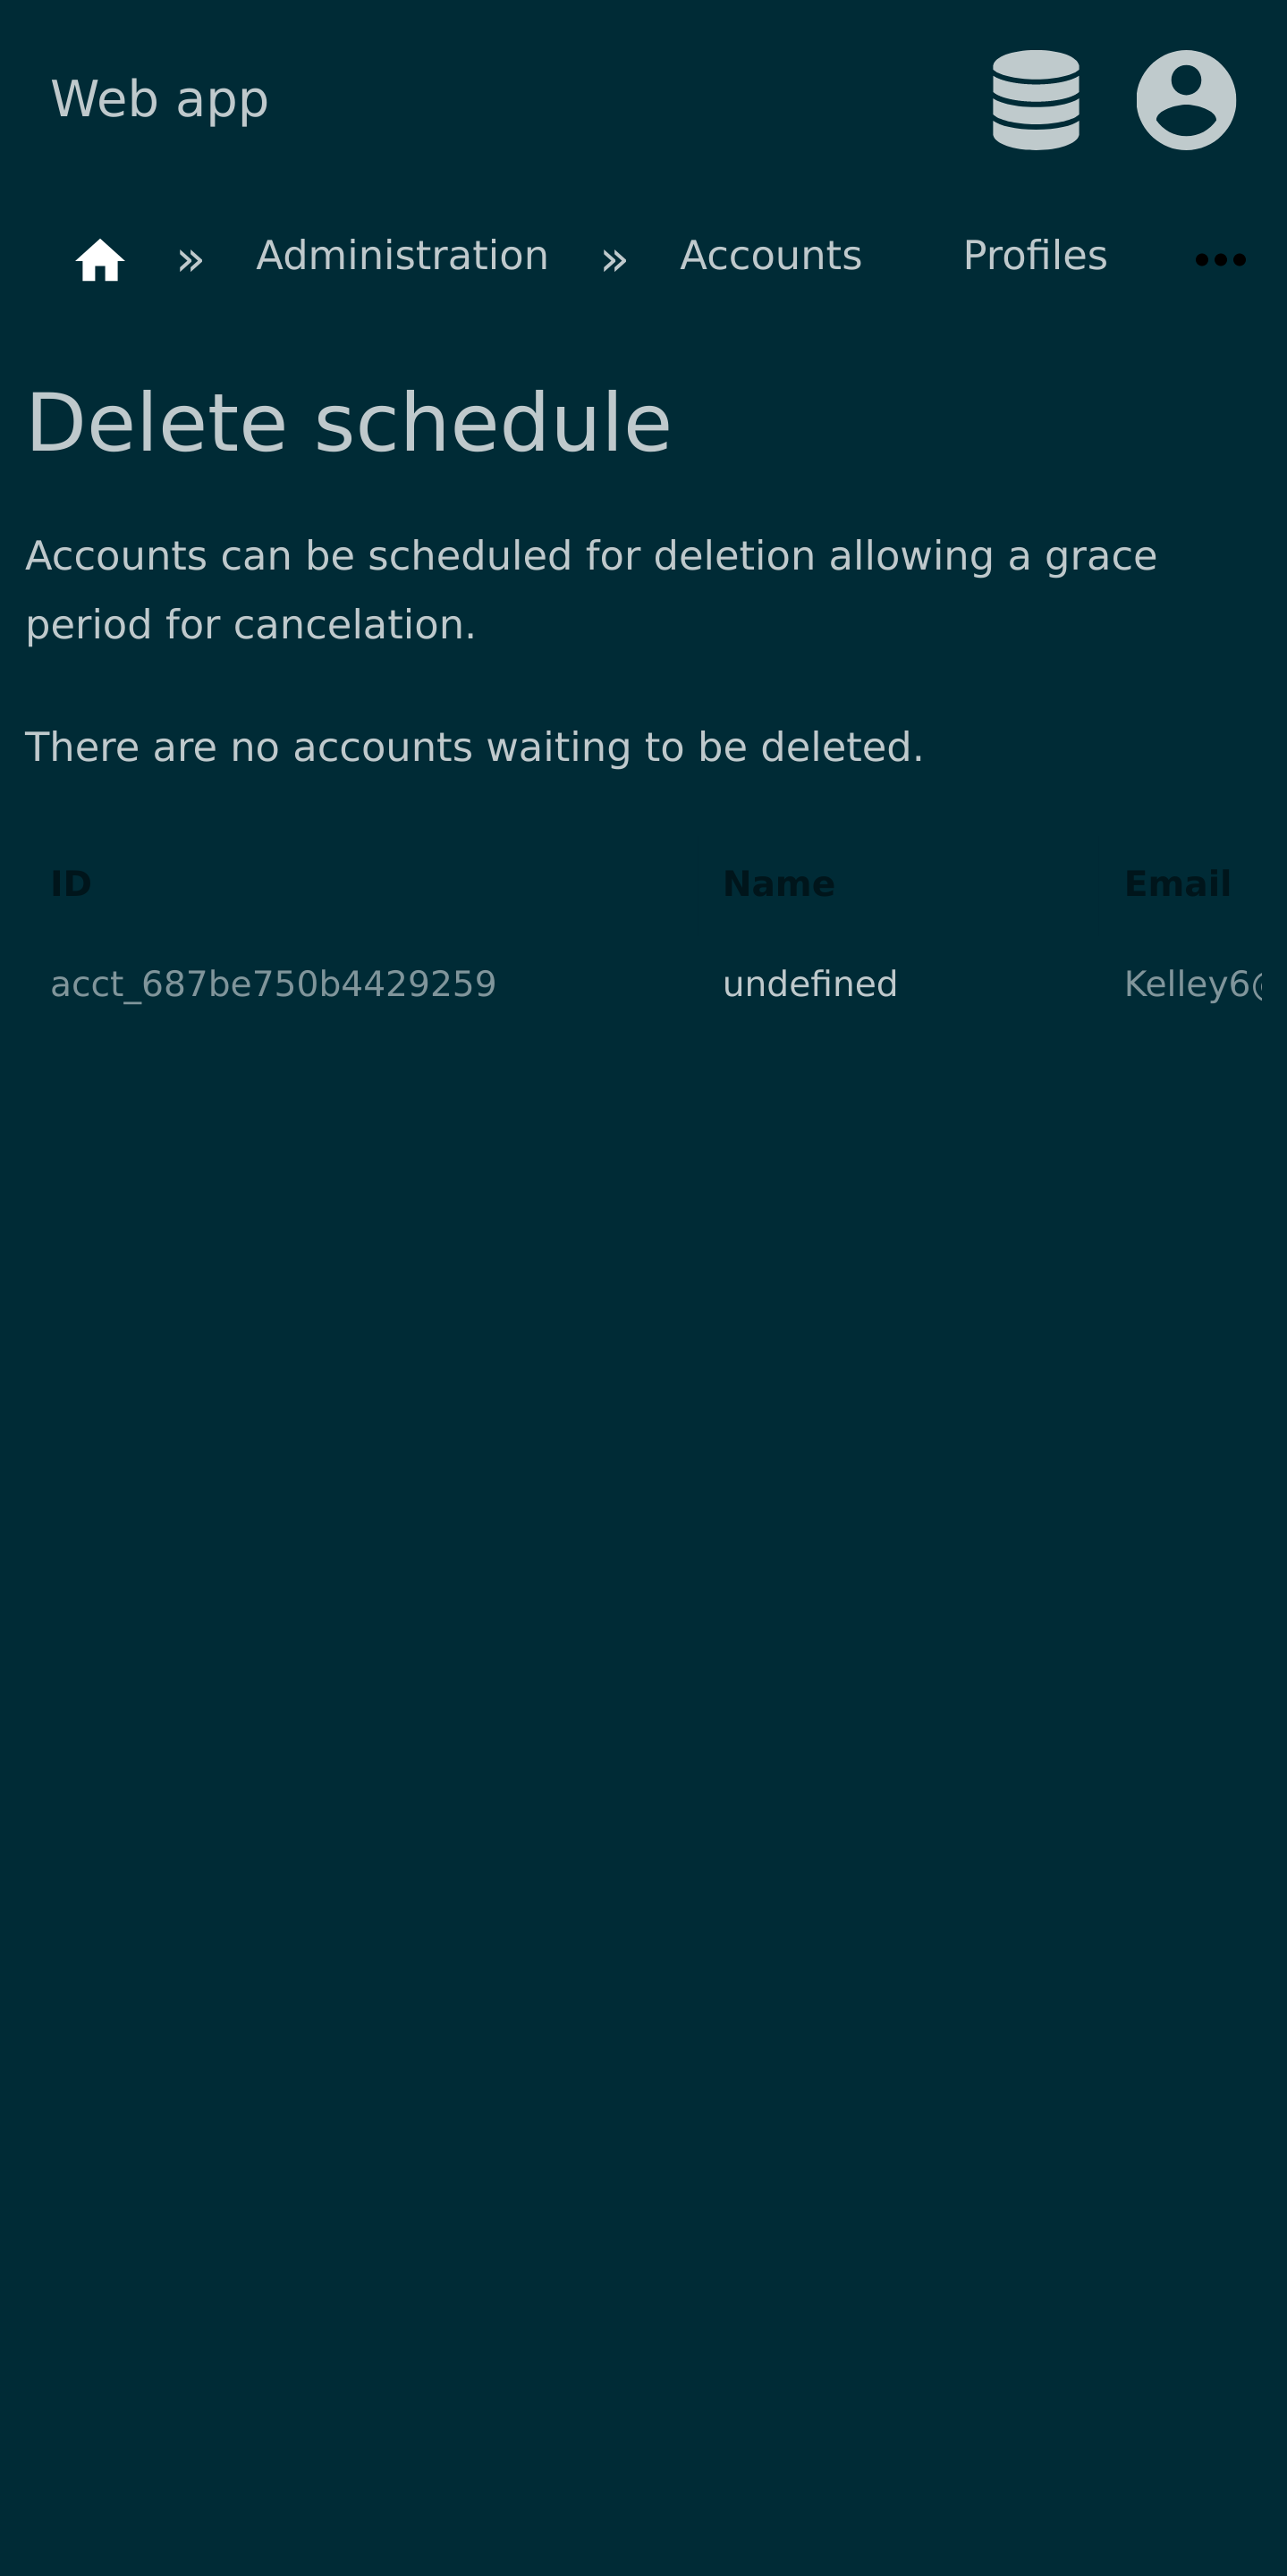 Web app
» Administration » Accounts Profiles •••
Delete schedule
Accounts can be scheduled for deletion allowing a grace
period for cancelation.
There are no accounts waiting to be deleted.
ID Name Email
acct_687be750b4429259 undefined Kelley6@